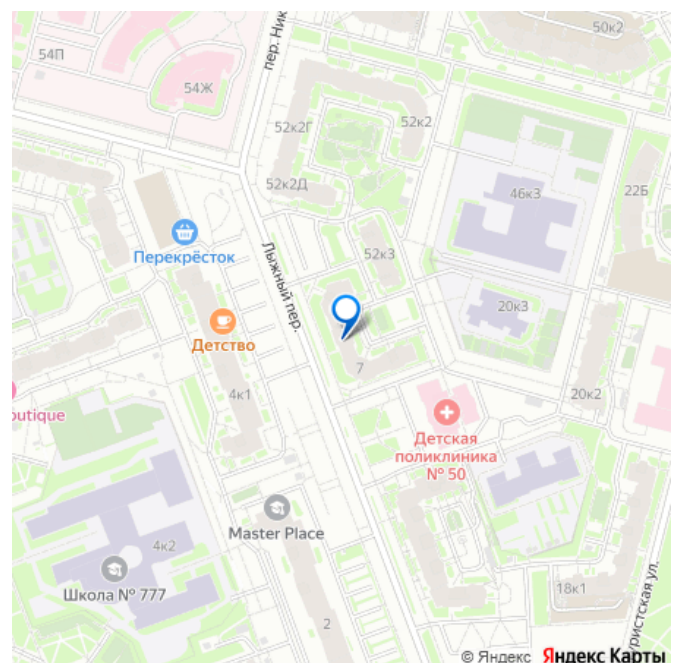 50к2
54П
пер. Ник
54Ж
52к2Г
52к2
52к2Д
46к3
22Б
Перекрёсток
Лыжный пер.
52к3
20к3
Детство
7
4к1
20к2
outique
Детская
поликлиника
№ 50
Master Place
4к2
Школа № 777
18к1
2
ристская ул.
© Яндекс Яндекс Карты